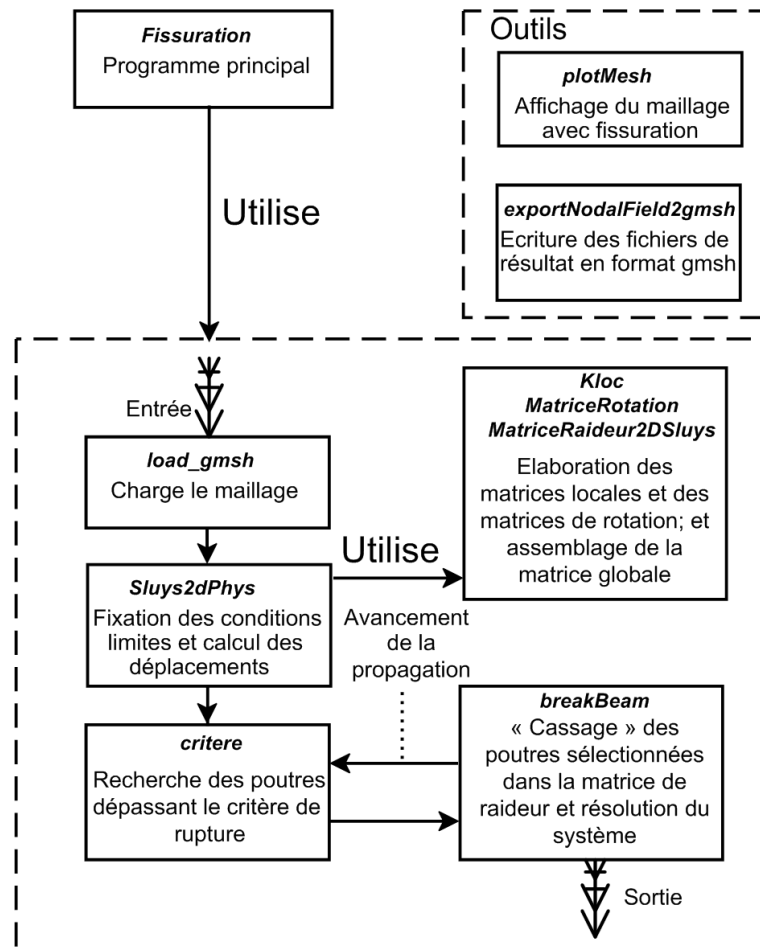 Fissuration
Programme principal
Outils
plotMesh
Affichage du maillage
avec fissuration
exportNodalField2gmsh
Ecriture des fichiers de
résultat en format gmsh
Utilise
Entrée
load_gmsh
Charge le maillage
Kloc
MatriceRotation
MatriceRaideur2DSluys
Elaboration des
matrices locales et des
matrices de rotation; et
assemblage de la
matrice globale
Utilise
Sluys2dPhys
Fixation des conditions
limites et calcul des
déplacements
Avancement
de la
propagation
critere
Recherche des poutres
dépassant le critère de
rupture
breakBeam
« Cassage » des
poutres sélectionnées
dans la matrice de
raideur et résolution du
système
Sortie